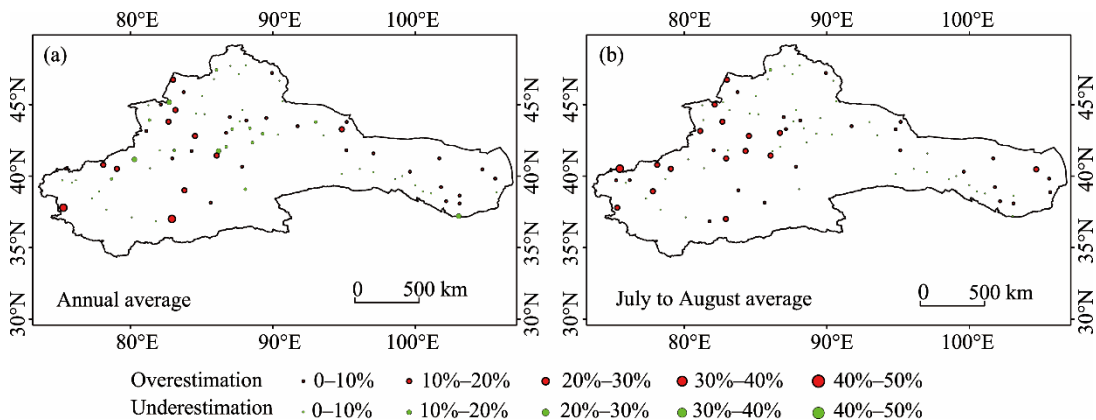 80°E 90°E 100°E 80°E 90°E 100°E
(a) (b)
45°N 45°N 45°N 45°N
40°N 40°N 40°N 40°N
35°N 35°N 35°N 35°N
30°N 30°N 30°N 30°N
0 500 km 0 500 km
Annual average July to August average
80°E 90°E 100°E 80°E 90°E 100°E
Overestimation 0–10% 10%–20% 20%–30% 30%–40% 40%–50%
Underestimation 0–10% 10%–20% 20%–30% 30%–40% 40%–50%